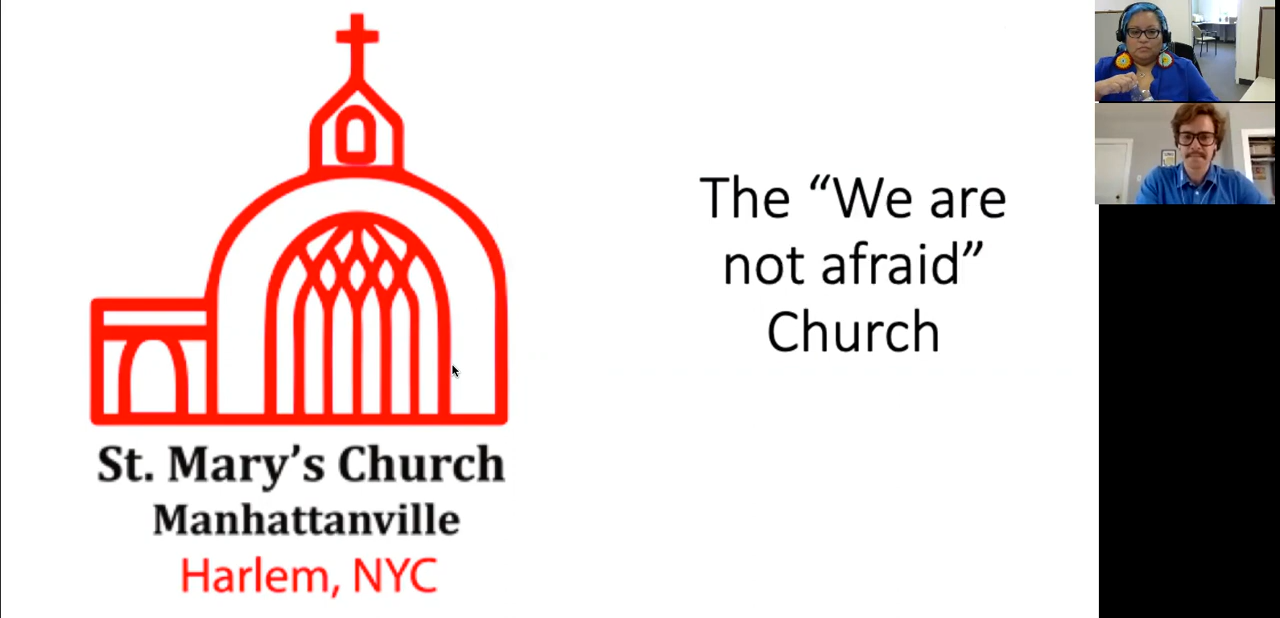 The “We are
not afraid”
Church
St. Mary’s Church
Manhattanville
Harlem, NYC